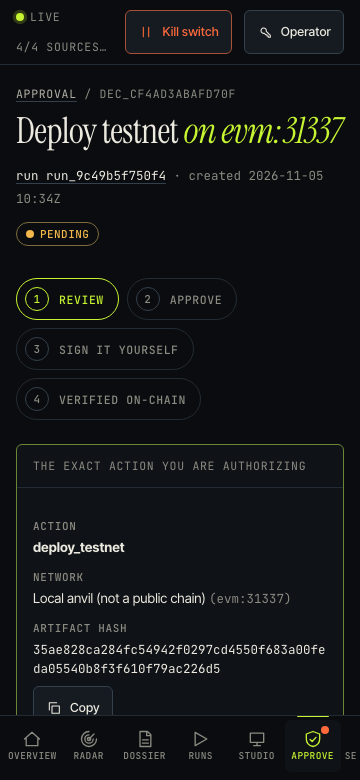 LIVE
4/4 SOURCES…
Kill switch
Operator
APPROVAL / DEC_CF4AD3ABAFD70F
Deploy testnet on evm:31337
run run_9c49b5f750f4 · created 2026-11-05
10:34Z
PENDING
1 REVIEW
2 APPROVE
3 SIGN IT YOURSELF
4 VERIFIED ON-CHAIN
THE EXACT ACTION YOU ARE AUTHORIZING
ACTION
deploy_testnet
NETWORK
Local anvil (not a public chain) (evm:31337)
ARTIFACT HASH
35ae828ca284fc54942f0297cd4550f683a00fe
da05540b8f3f610f79ac226d5
Copy
OVERVIEW
RADAR
DOSSIER
RUNS
STUDIO
APPROVE
SE